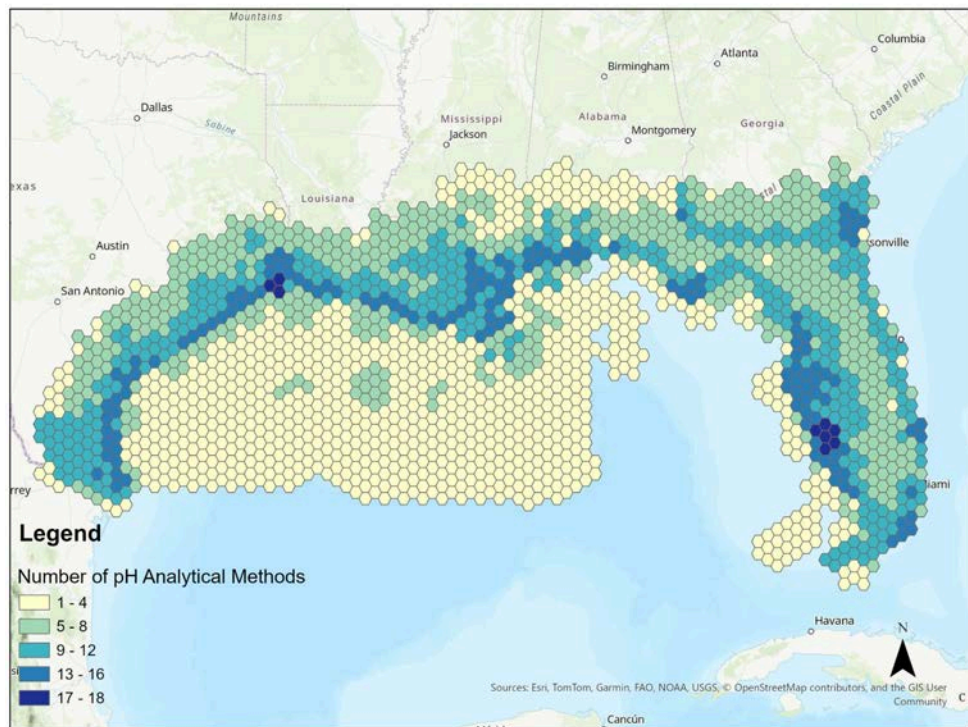 Mountains
Columbia
Atlanta
Birmingham
Coastal Plain
Dallas
Sabine
Mississippi
Alabama
Georgia
Jackson
Montgomery
exas
Louisiana
Austin
sonville
San Antonio
rrey
iami
Legend
Number of pH Analytical Methods
1 - 4
5 - 8
9 - 12
13 - 16
17 - 18
Havana
N
Sources: Esri, TomTom, Garmin, FAO, NOAA, USGS, © OpenStreetMap contributors, and the GIS User
Community
Cancún